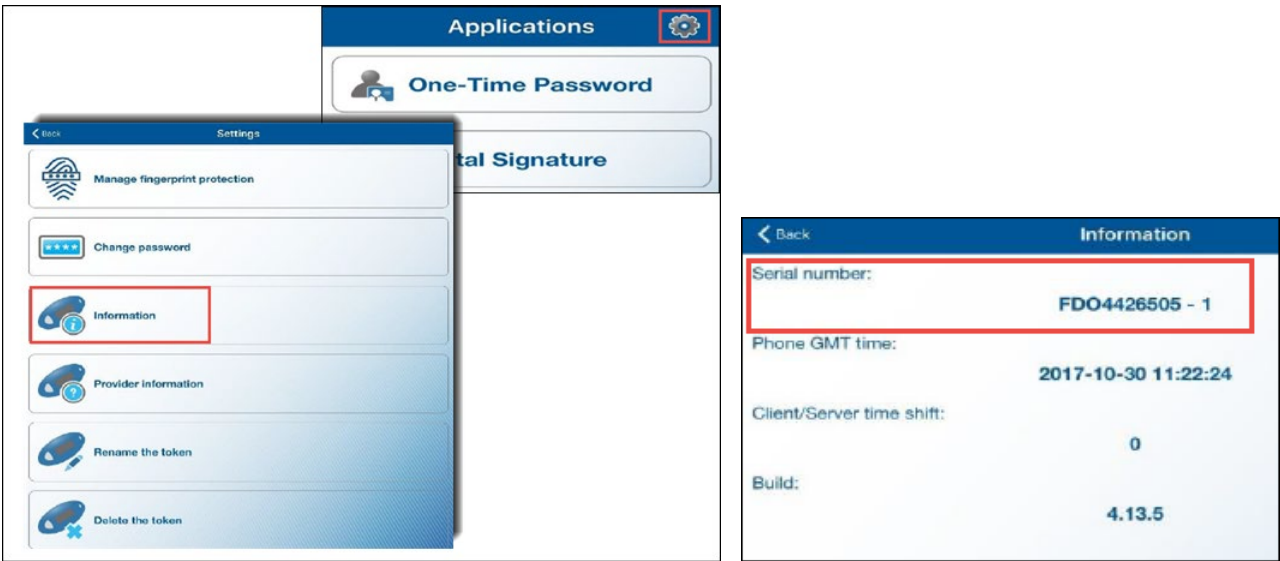 Applications
One-Time Password
tal Signature
Back Settings
Manage fingerprint protection
Change password
Information
Provider information
Rename the token
Delete the token
Back Information
Serial number:
FDO4426505 - 1
Phone GMT time:
2017-10-30 11:22:24
Client/Server time shift:
0
Build:
4.13.5